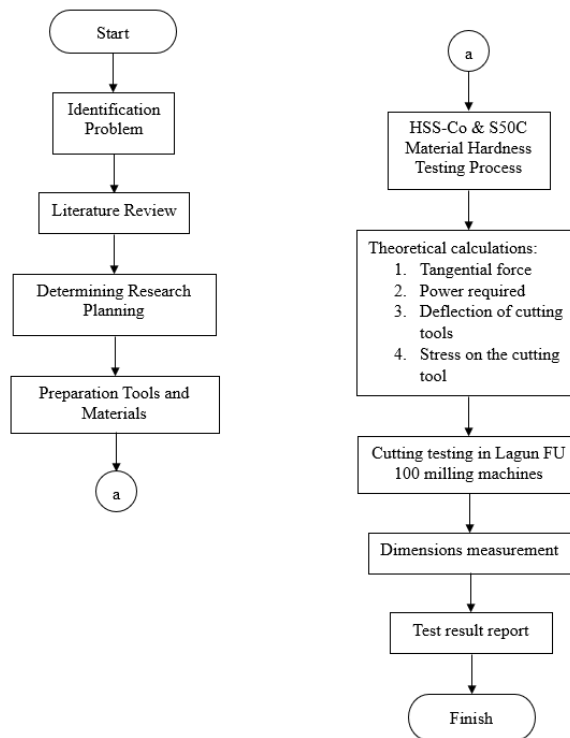 Start
Identification
Problem
Literature Review
Determining Research
Planning
Preparation Tools and
Materials
a
a
HSS-Co & S50C
Material Hardness
Testing Process
Theoretical calculations:
1. Tangential force
2. Power required
3. Deflection of cutting
tools
4. Stress on the cutting
tool
Cutting testing in Lagun FU
100 milling machines
Dimensions measurement
Test result report
Finish